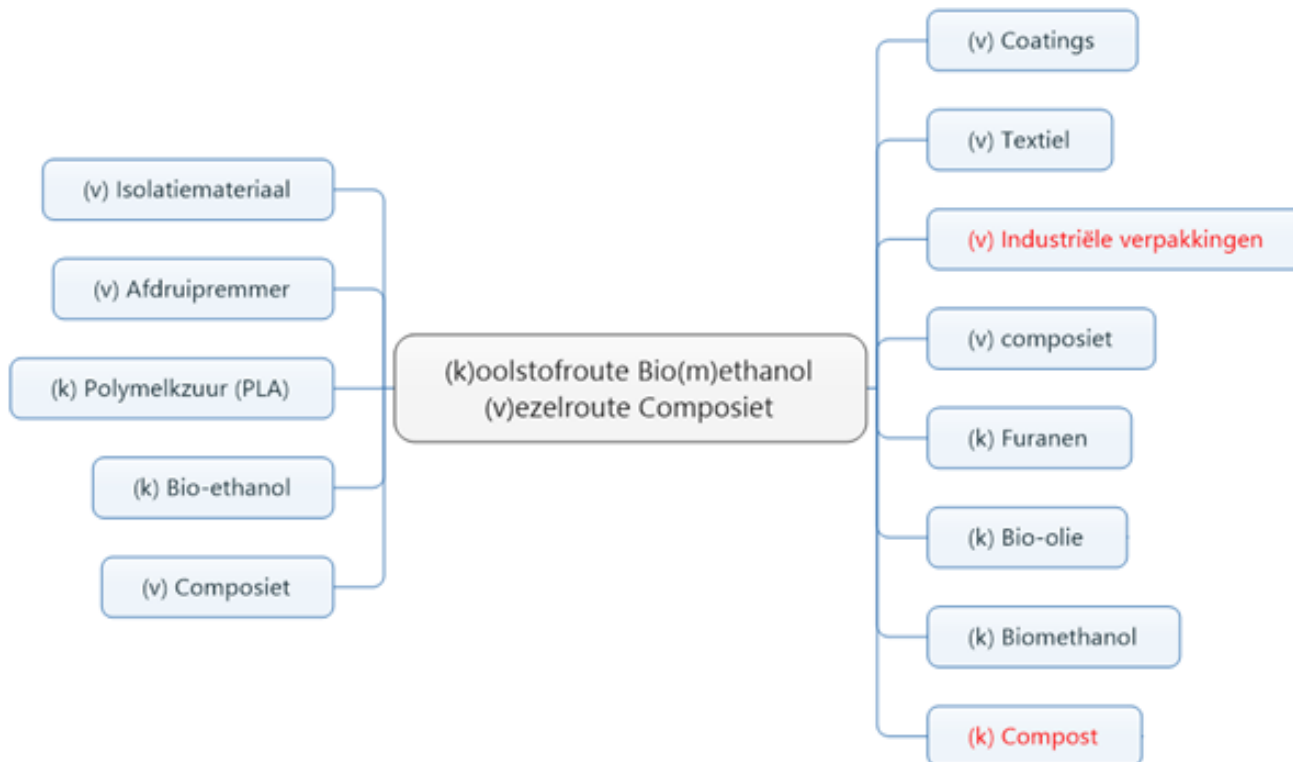 (v) Isolatiemateriaal
(v) Afdruipremmer
(k) Polymelkzuur (PLA)
(k) Bio-ethanol
(v) Composiet
(k)oolstofroute Bio(m)ethanol
(v)ezelroute Composiet
(v) Coatings
(v) Textiel
(v) Industriële verpakkingen
(v) composiet
(k) Furanen
(k) Bio-olie
(k) Biomethanol
(k) Compost